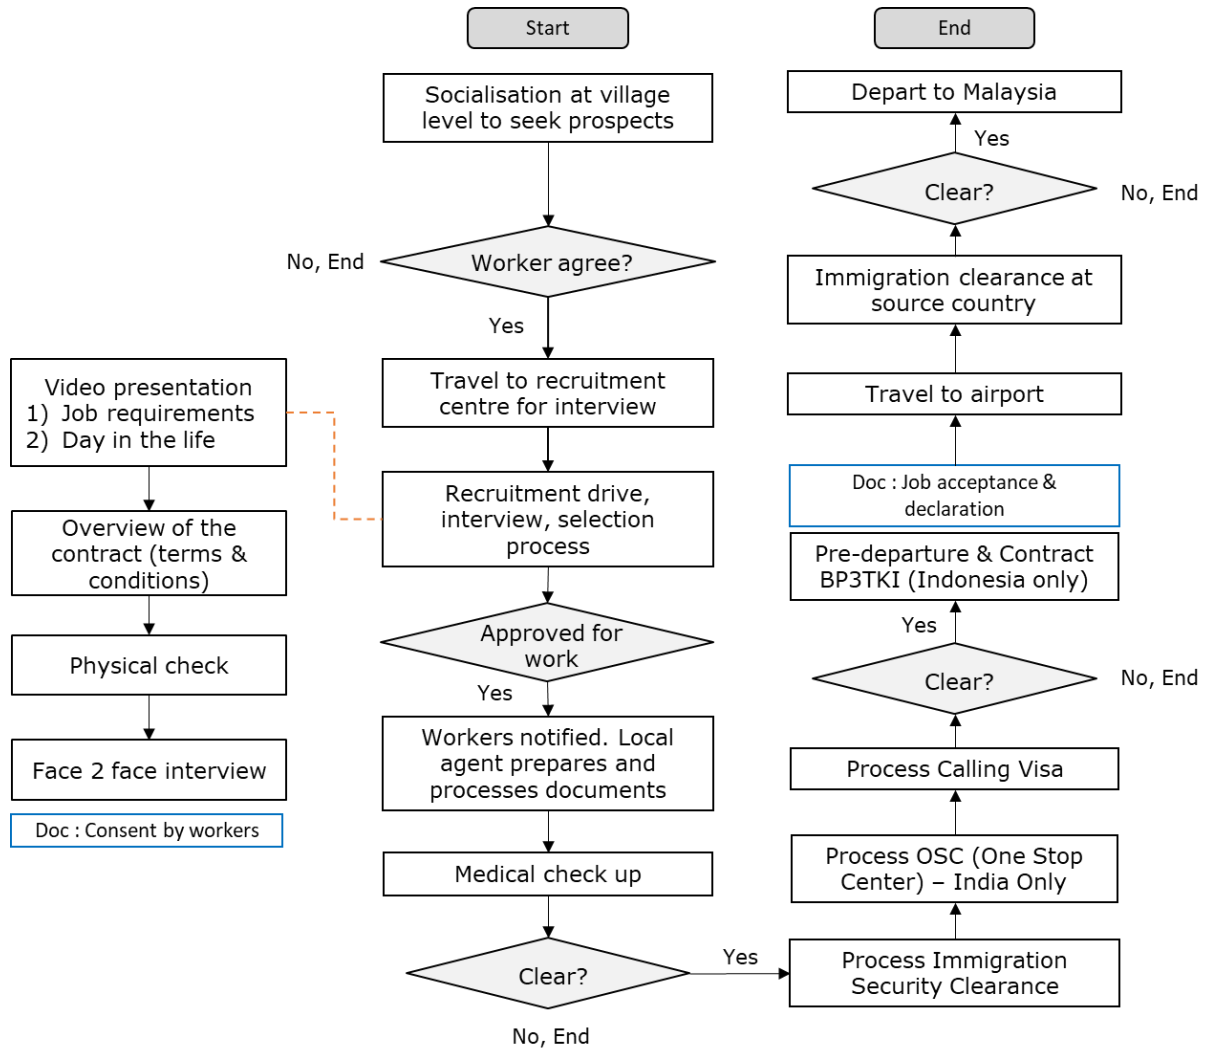 Start
Socialisation at village
level to seek prospects
No, End
Worker agree?
Yes
Travel to recruitment
centre for interview
Recruitment drive,
interview, selection
process
Video presentation
1) Job requirements
2) Day in the life
Overview of the
contract (terms &
conditions)
Physical check
Face 2 face interview
Doc : Consent by workers
Approved for
work
Yes
Workers notified. Local
agent prepares and
processes documents
Medical check up
Clear?
No, End
Yes
Process Immigration
Security Clearance
Process OSC (One Stop
Center) – India Only
Process Calling Visa
Clear?
No, End
Yes
Pre-departure & Contract
BP3TKI (Indonesia only)
Doc : Job acceptance &
declaration
Travel to airport
Immigration clearance at
source country
Clear?
No, End
Yes
Depart to Malaysia
End